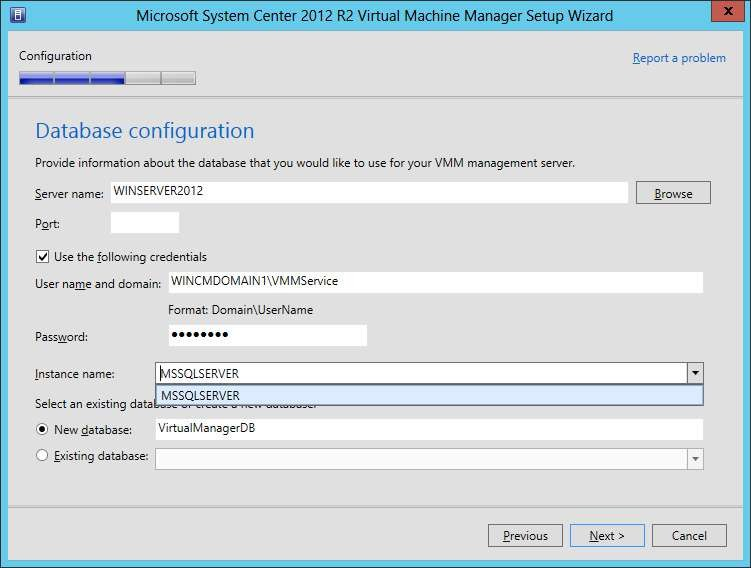 Microsoft System Center 2012 R2 Virtual Machine Manager Setup Wizard
x
Configuration
Report a problem
Database configuration
Provide information about the database that you would like to use for your VMM management server.
Server name: WINSERVER2012 Browse
Port:
Use the following credentials
User name and domain: WINCMDOMAIN1\VMMService
Format: Domain\UserName
Password: ●●●●●●●●
Instance name: MSSQLSERVER
MSSQLSERVER
Select an existing database or create a new database.
New database: VirtualManagerDB
Existing database:
Previous Next > Cancel